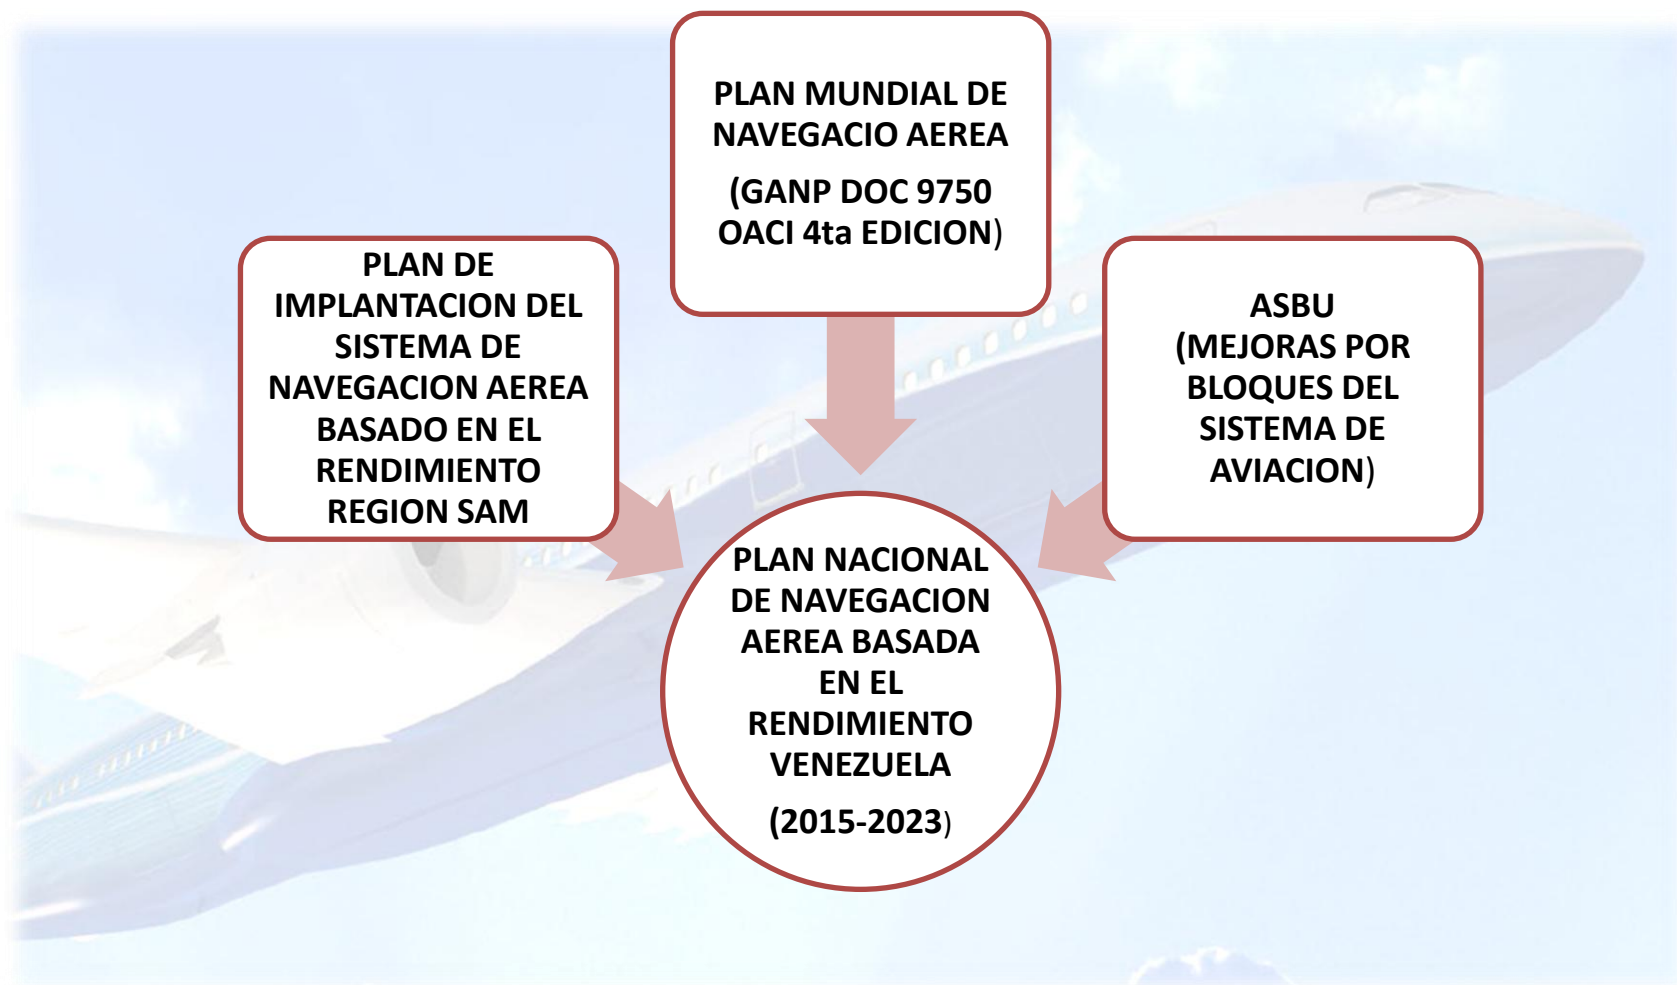 PLAN MUNDIAL DE
NAVEGACIO AEREA
(GANP DOC 9750
OACI 4ta EDICION)
PLAN DE
IMPLANTACION DEL
SISTEMA DE
NAVEGACION AEREA
BASADO EN EL
RENDIMIENTO
REGION SAM
ASBU
(MEJORAS POR
BLOQUES DEL
SISTEMA DE
AVIACION)
PLAN NACIONAL
DE NAVEGACION
AEREA BASADA
EN EL
RENDIMIENTO
VENEZUELA
(2015-2023)